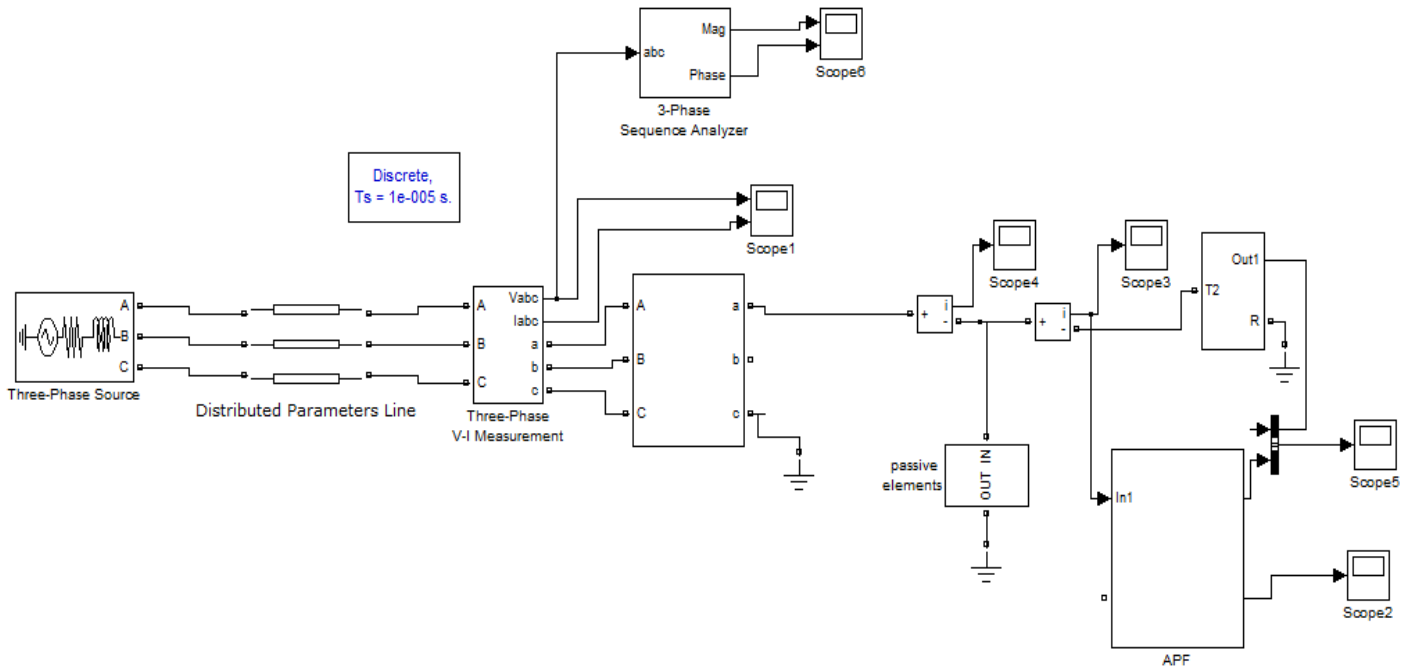 Mag
abc
Phase
Scope6
3-Phase
Sequence Analyzer
Discrete,
Ts = 1e-005 s.
Scope1
Scope4
Scope3
Out1
T2
R
A
B
C
Three-Phase Source
Distributed Parameters Line
A
B
C
Vabc
Iabc
a
b
c
Three-Phase
V-I Measurement
A
B
C
a
b
c
+
i
-
+
i
-
passive
elements
OUT IN
In1
APF
Scope5
Scope2